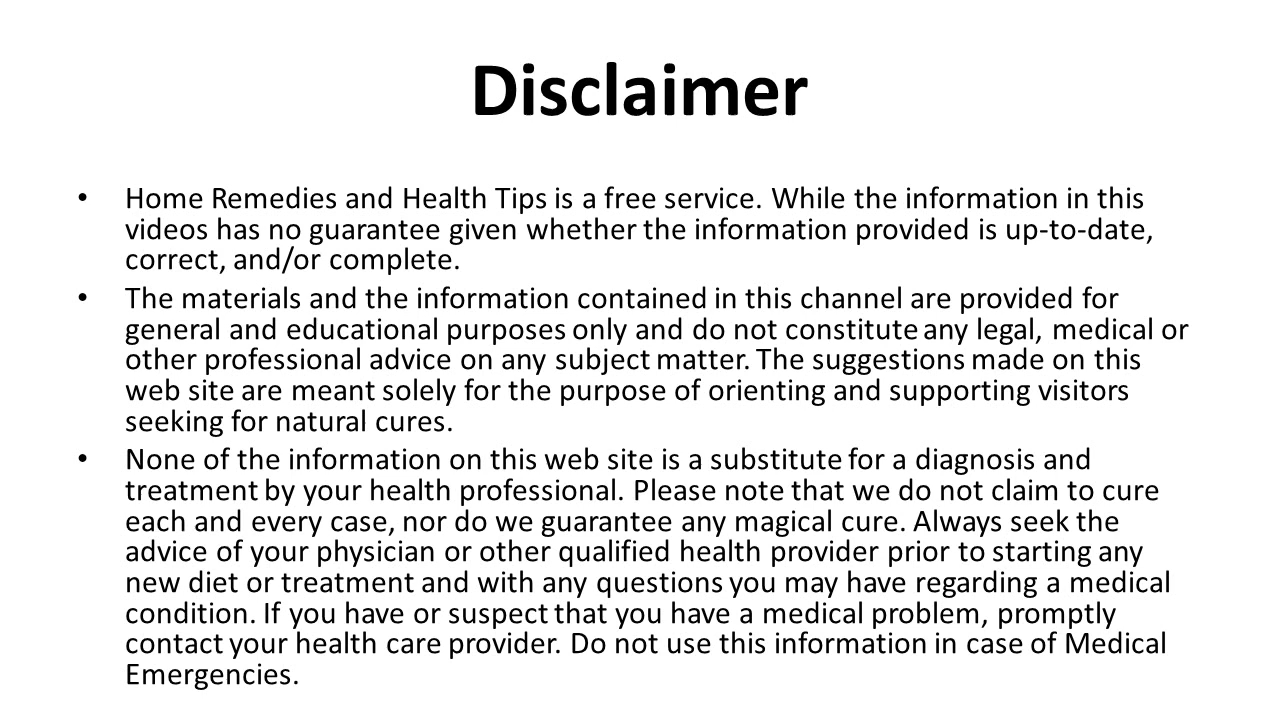 Disclaimer
• Home Remedies and Health Tips is a free service. While the information in this
videos has no guarantee given whether the information provided is up-to-date,
correct, and/or complete.
• The materials and the information contained in this channel are provided for
general and educational purposes only and do not constitute any legal, medical or
other professional advice on any subject matter. The suggestions made on this
web site are meant solely for the purpose of orienting and supporting visitors
seeking for natural cures.
• None of the information on this web site is a substitute for a diagnosis and
treatment by your health professional. Please note that we do not claim to cure
each and every case, nor do we guarantee any magical cure. Always seek the
advice of your physician or other qualified health provider prior to starting any
new diet or treatment and with any questions you may have regarding a medical
condition. If you have or suspect that you have a medical problem, promptly
contact your health care provider. Do not use this information in case of Medical
Emergencies.